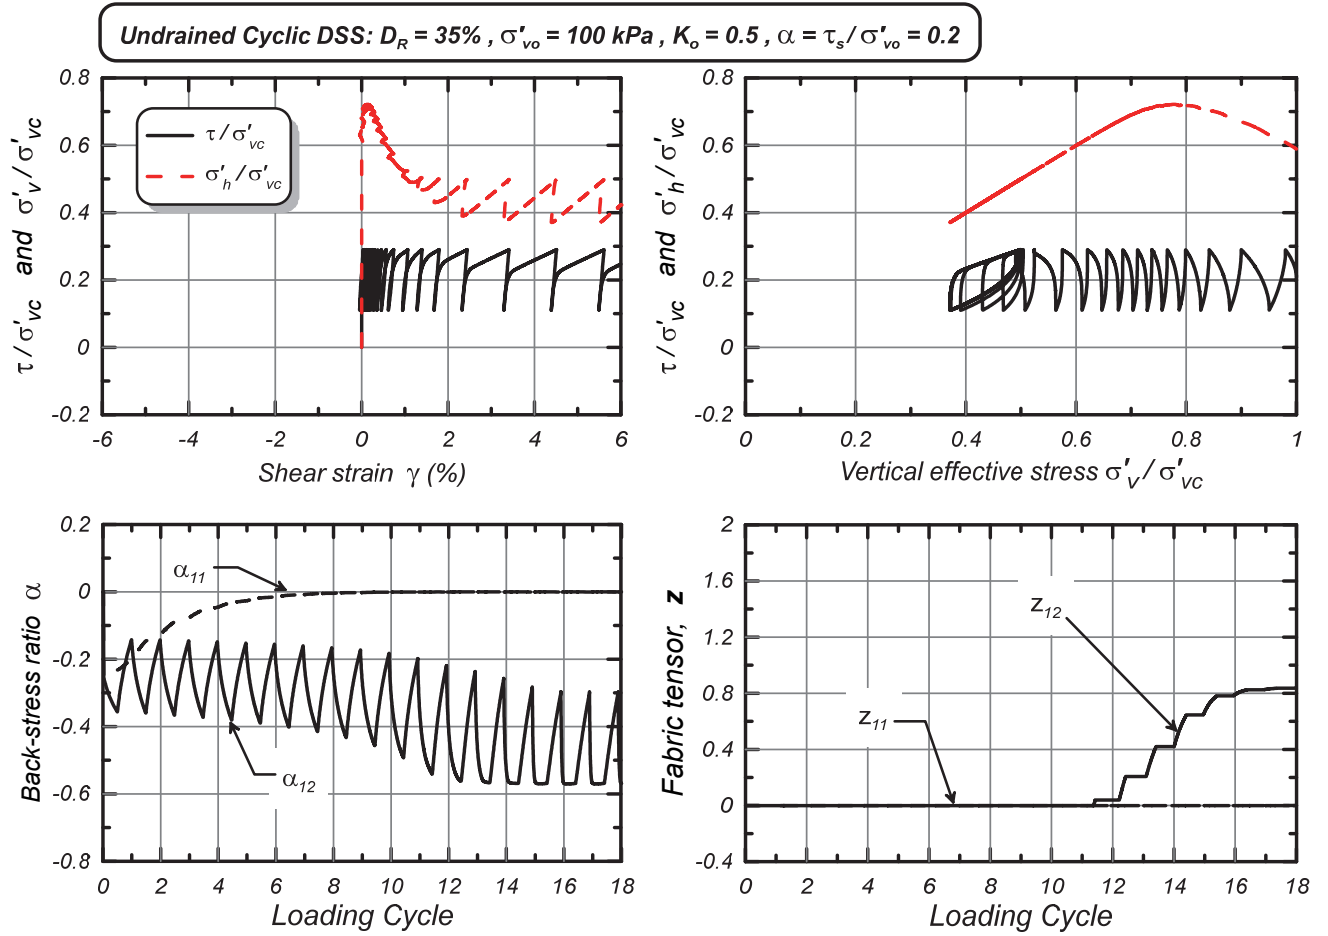 Undrained Cyclic DSS: D_R = 35% , σ'_vo = 100 kPa , K_o = 0.5 , α = τ_s/σ'_vo = 0.2
τ/σ'_vc and σ'_v/σ'_vc
0.8
0.6
0.4
0.2
0
-0.2
τ/σ'_vc
σ'_h/σ'_vc
-6 -4 -2 0 2 4 6
Shear strain γ (%)
τ/σ'_vc and σ'_h/σ'_vc
0.8
0.6
0.4
0.2
0
-0.2
0 0.2 0.4 0.6 0.8 1
Vertical effective stress σ'_v/σ'_vc
Back-stress ratio α
0.2
0
-0.2
-0.4
-0.6
-0.8
α_11
α_12
0 2 4 6 8 10 12 14 16 18
Loading Cycle
Fabric tensor, z
2
1.6
1.2
0.8
0.4
0
-0.4
z_12
z_11
0 2 4 6 8 10 12 14 16 18
Loading Cycle